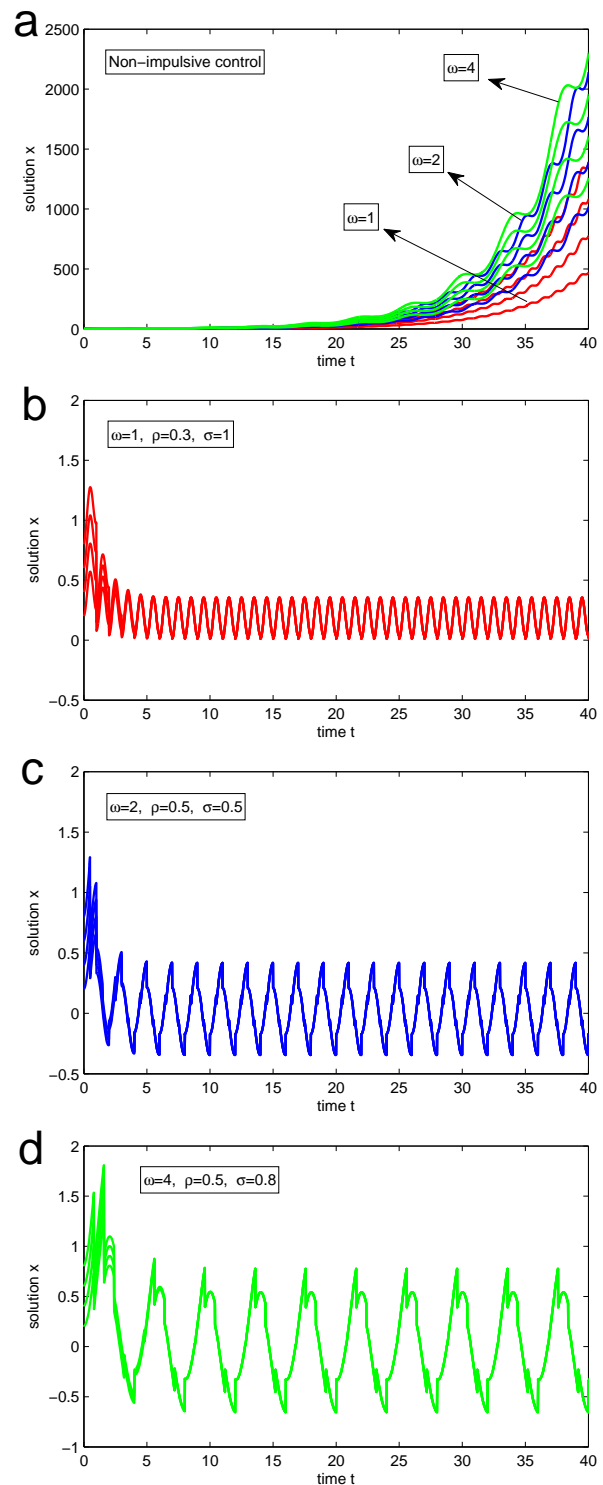 a
2500
2000
1500
1000
500
0
solution x
Non−impulsive control
ω=4
ω=2
ω=1
0 5 10 15 20 25 30 35 40
time t
b
2
1.5
1
0.5
0
−0.5
solution x
ω=1, ρ=0.3, σ=1
0 5 10 15 20 25 30 35 40
time t
c
2
1.5
1
0.5
0
−0.5
solution x
ω=2, ρ=0.5, σ=0.5
0 5 10 15 20 25 30 35 40
time t
d
2
1.5
1
0.5
0
−0.5
−1
solution x
ω=4, ρ=0.5, σ=0.8
0 5 10 15 20 25 30 35 40
time t